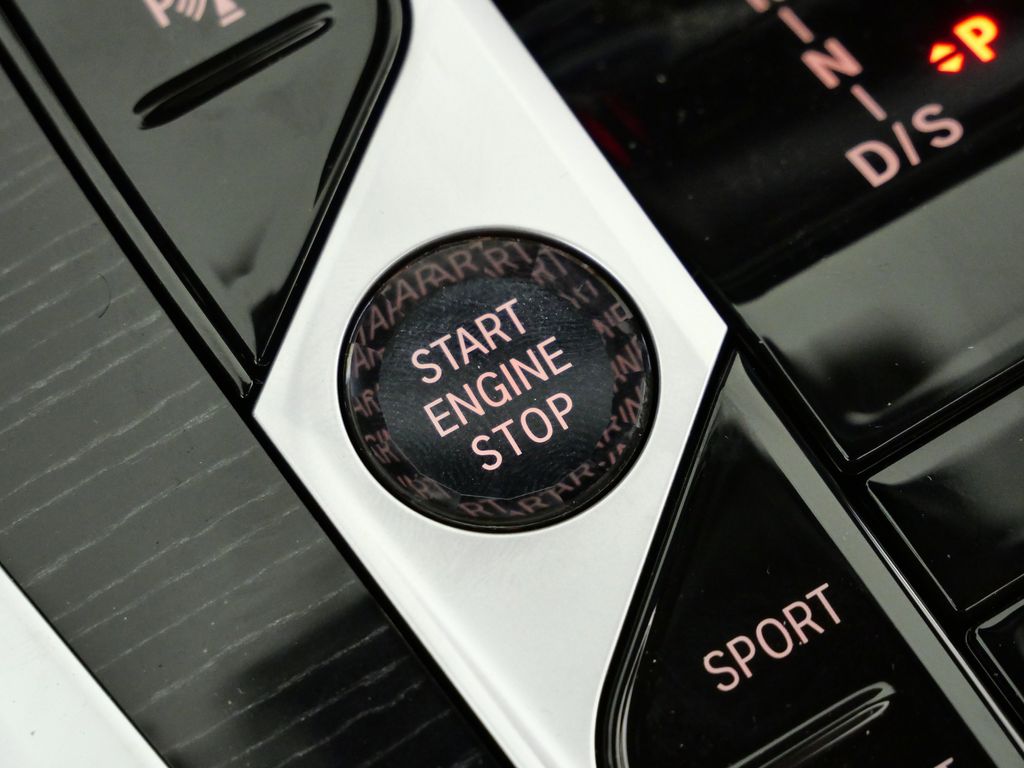 P
N
P
D/S
START
ENGINE
STOP
SPORT